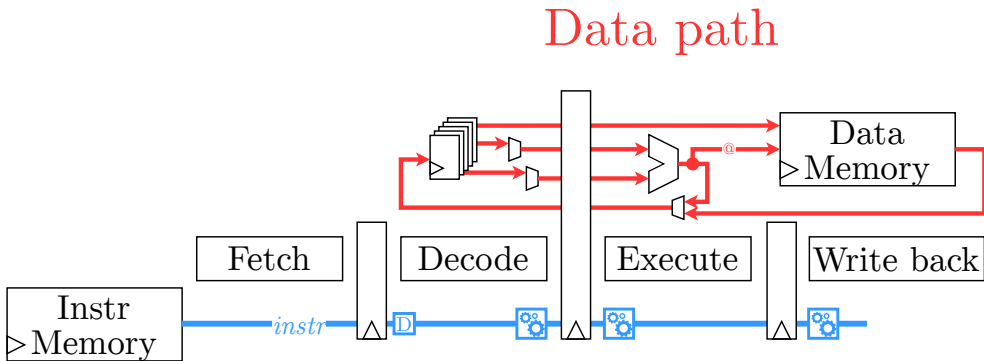 Data path
Data
Memory
@
Fetch
Decode
Execute
Write back
Instr
Memory
instr
D